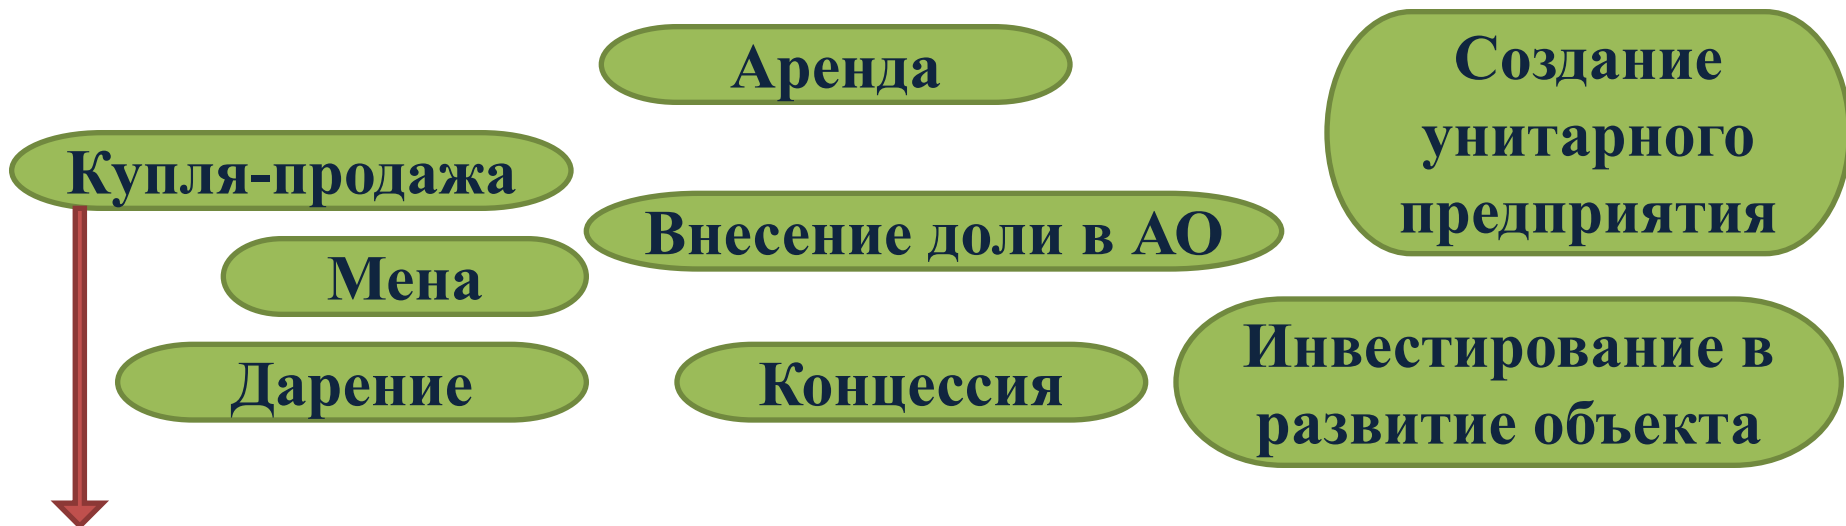 Аренда
Создание
унитарного
предприятия
Купля-продажа
Внесение доли в АО
Мена
Инвестирование в
развитие объекта
Дарение
Концессия